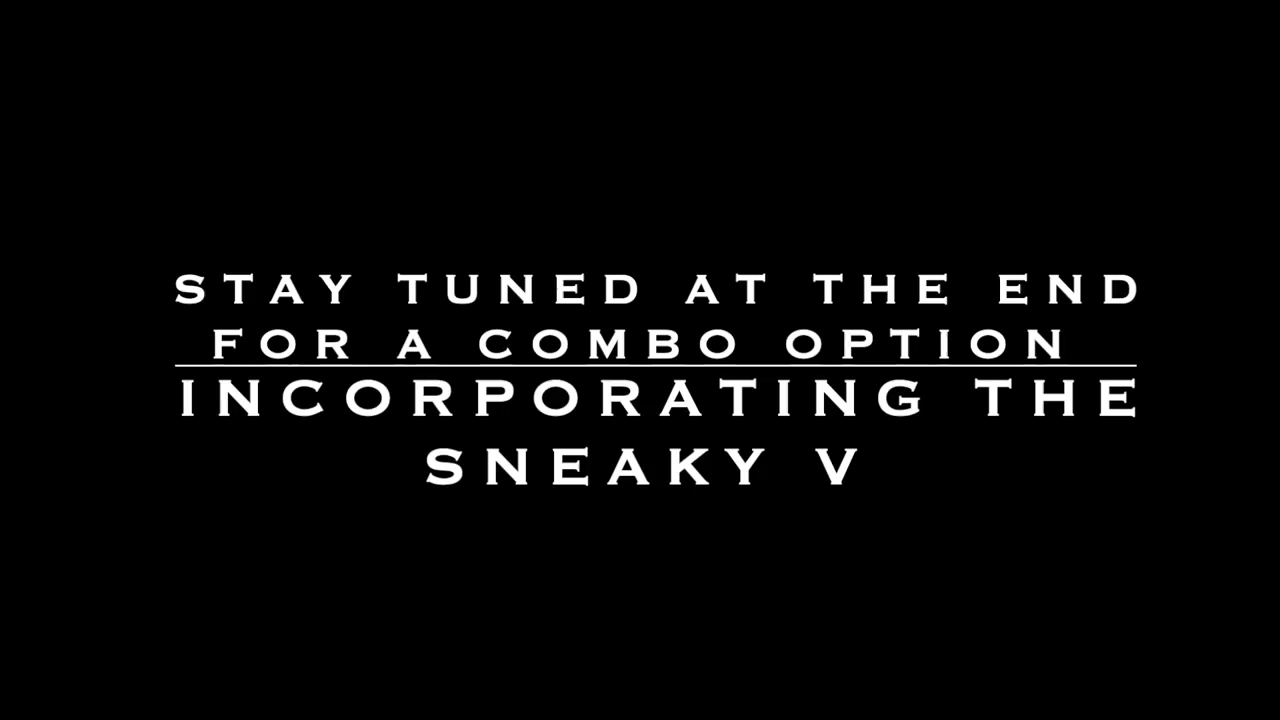 STAY TUNED AT THE END
FOR A COMBO OPTION
INCORPORATING THE
SNEAKY V